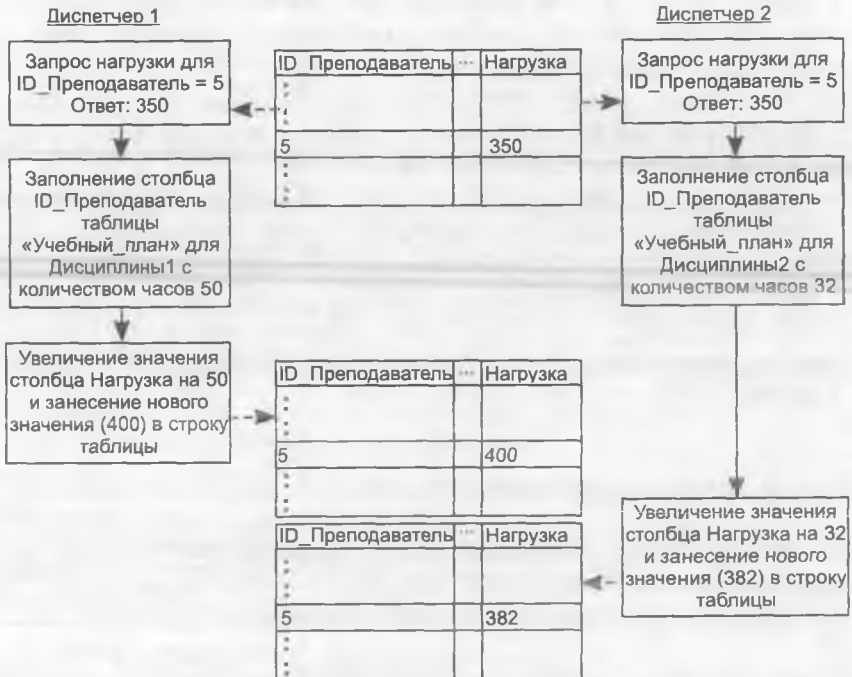 Диспетчер 1
Запрос нагрузки для
ID_Преподаватель = 5
Ответ: 350
Заполнение столбца
ID_Преподаватель
таблицы
«Учебный_план» для
Дисциплины1 с
количеством часов 50
Увеличение значения
столбца Нагрузка на 50
и занесение нового
значения (400) в строку
таблицы
ID_Преподаватель ... Нагрузка
5 350
ID_Преподаватель ... Нагрузка
5 400
ID_Преподаватель ... Нагрузка
5 382
Диспетчер 2
Запрос нагрузки для
ID_Преподаватель = 5
Ответ: 350
Заполнение столбца
ID_Преподаватель
таблицы
«Учебный_план» для
Дисциплины2 с
количеством часов 32
Увеличение значения
столбца Нагрузка на 32
и занесение нового
значения (382) в строку
таблицы